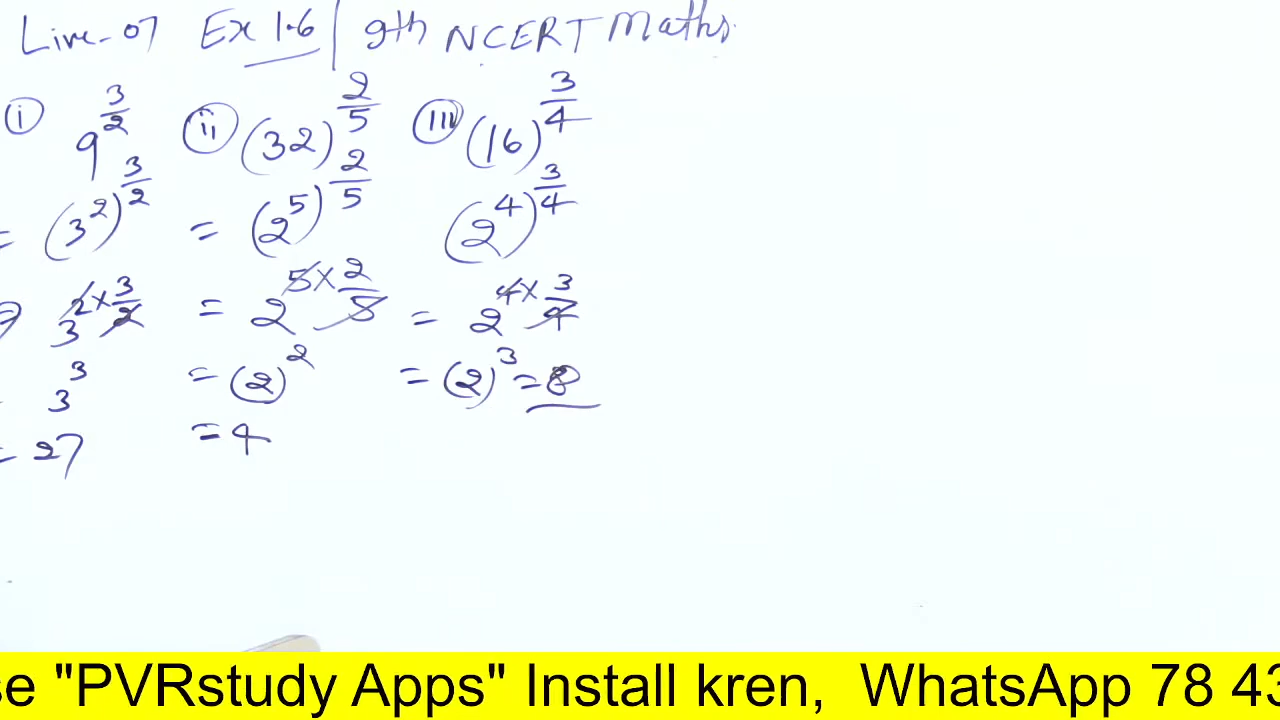 Live-07 Ex 1.6 | 9th NCERT Maths.
(i) 9^(3/2)
= (3^2)^(3/2)
3^(2×3/2)
3^3
= 27
(ii) (32)^(2/5)
= (2^5)^(2/5)
= 2^(5×2/5)
= (2)^2
= 4
(iii) (16)^(3/4)
(2^4)^(3/4)
= 2^(4×3/4)
= (2)^3 = 8
se "PVRstudy Apps" Install kren, WhatsApp 78 43